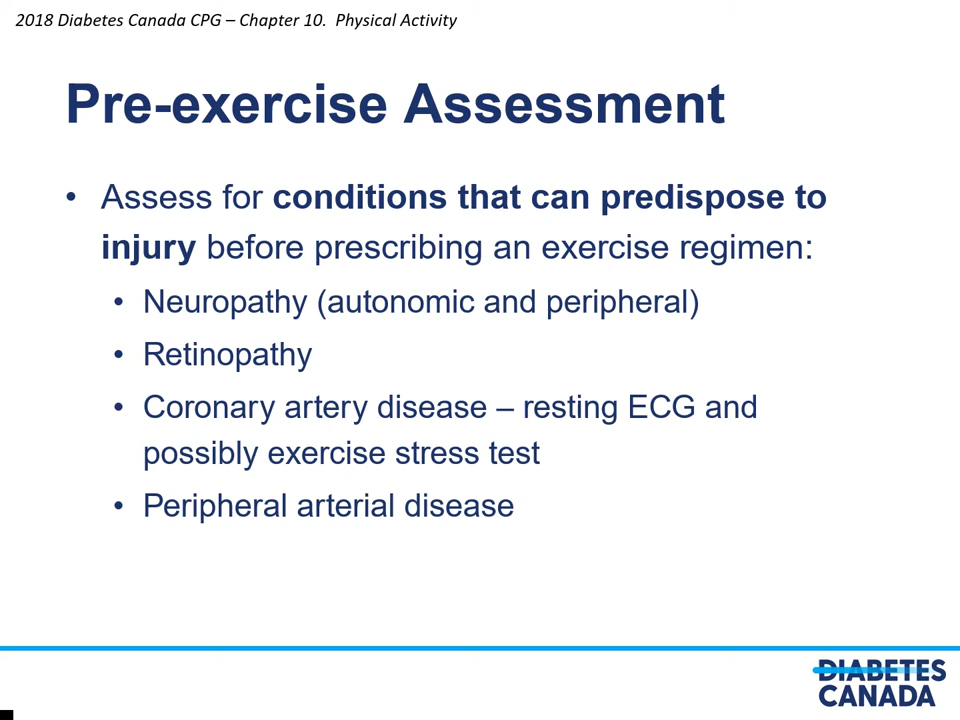 2018 Diabetes Canada CPG – Chapter 10.  Physical Activity
Pre-exercise Assessment
• Assess for conditions that can predispose to
injury before prescribing an exercise regimen:
• Neuropathy (autonomic and peripheral)
• Retinopathy
• Coronary artery disease – resting ECG and
possibly exercise stress test
• Peripheral arterial disease
DIABETES
CANADA